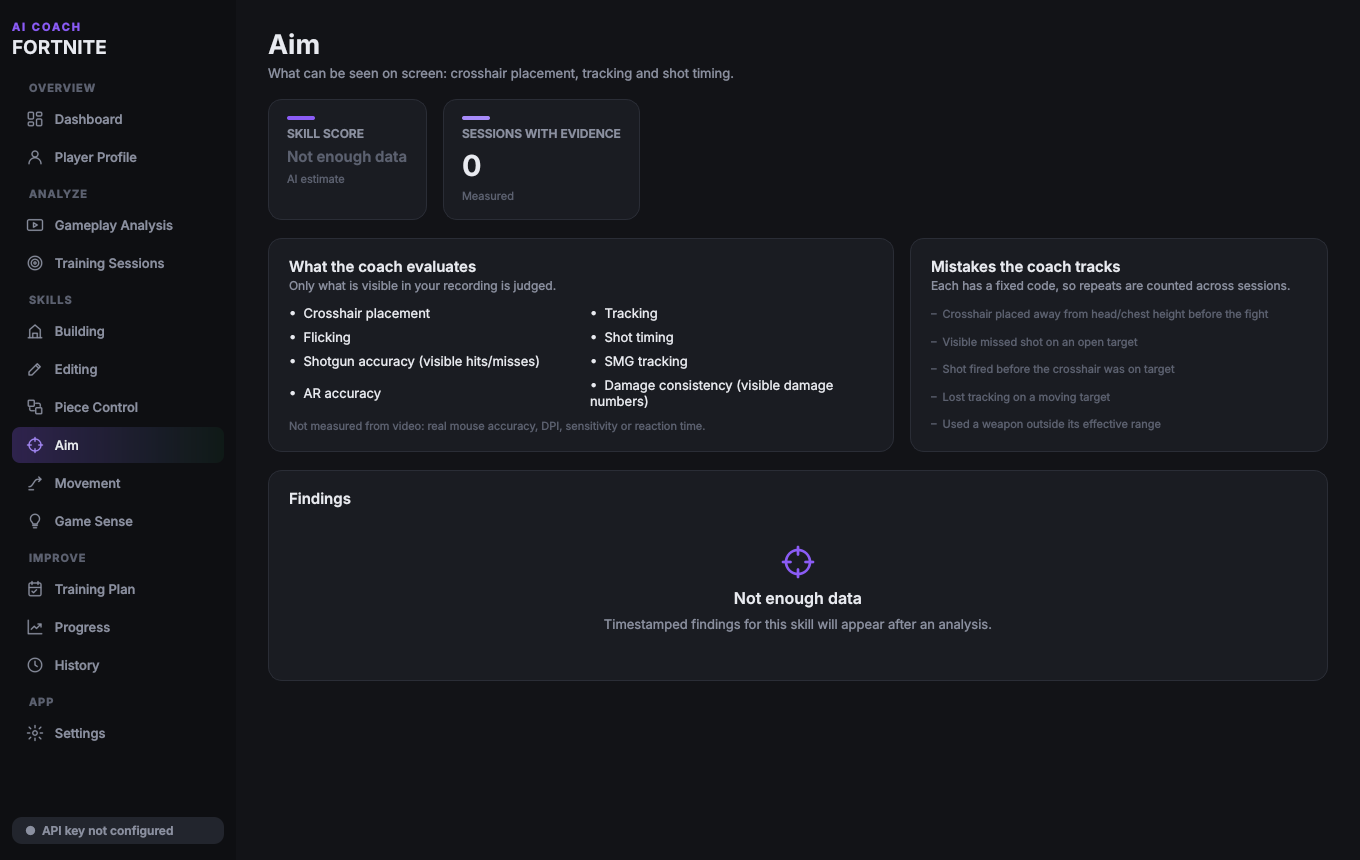 AI COACH
FORTNITE
OVERVIEW
Dashboard
Player Profile
ANALYZE
Gameplay Analysis
Training Sessions
SKILLS
Building
Editing
Piece Control
Aim
Movement
Game Sense
IMPROVE
Training Plan
Progress
History
APP
Settings
API key not configured
Aim
What can be seen on screen: crosshair placement, tracking and shot timing.
SKILL SCORE
Not enough data
AI estimate
SESSIONS WITH EVIDENCE
0
Measured
What the coach evaluates
Only what is visible in your recording is judged.
• Crosshair placement
• Tracking
• Flicking
• Shot timing
• Shotgun accuracy (visible hits/misses)
• SMG tracking
• AR accuracy
• Damage consistency (visible damage
numbers)
Not measured from video: real mouse accuracy, DPI, sensitivity or reaction time.
Mistakes the coach tracks
Each has a fixed code, so repeats are counted across sessions.
– Crosshair placed away from head/chest height before the fight
– Visible missed shot on an open target
– Shot fired before the crosshair was on target
– Lost tracking on a moving target
– Used a weapon outside its effective range
Findings
Not enough data
Timestamped findings for this skill will appear after an analysis.